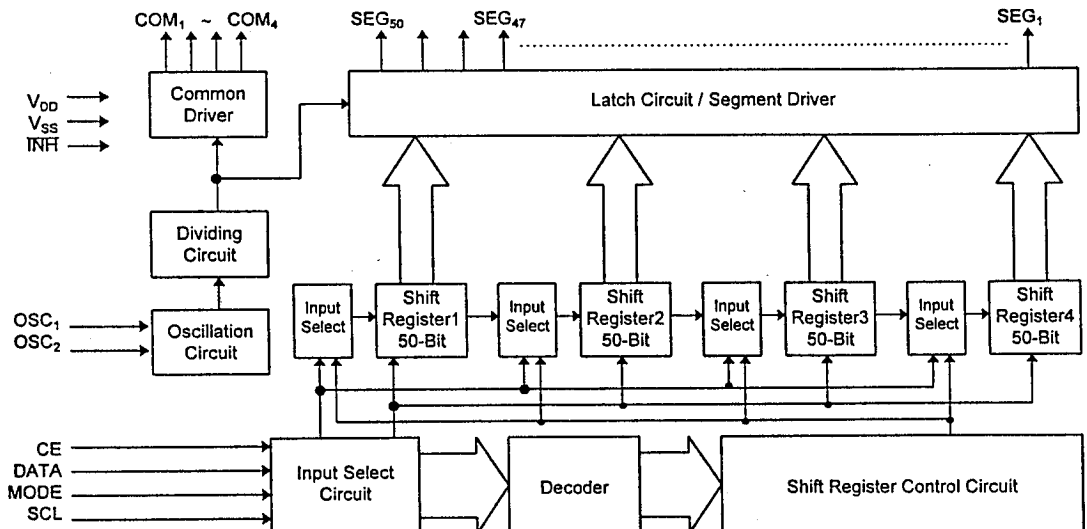 COM1 ~ COM4
SEG50 SEG47 SEG1
VDD
VSS
INH
Common
Driver
Latch Circuit / Segment Driver
Dividing
Circuit
OSC1
OSC2
Oscillation
Circuit
Input
Select
Shift
Register1
50-Bit
Input
Select
Shift
Register2
50-Bit
Input
Select
Shift
Register3
50-Bit
Input
Select
Shift
Register4
50-Bit
CE
DATA
MODE
SCL
Input Select
Circuit
Decoder
Shift Register Control Circuit